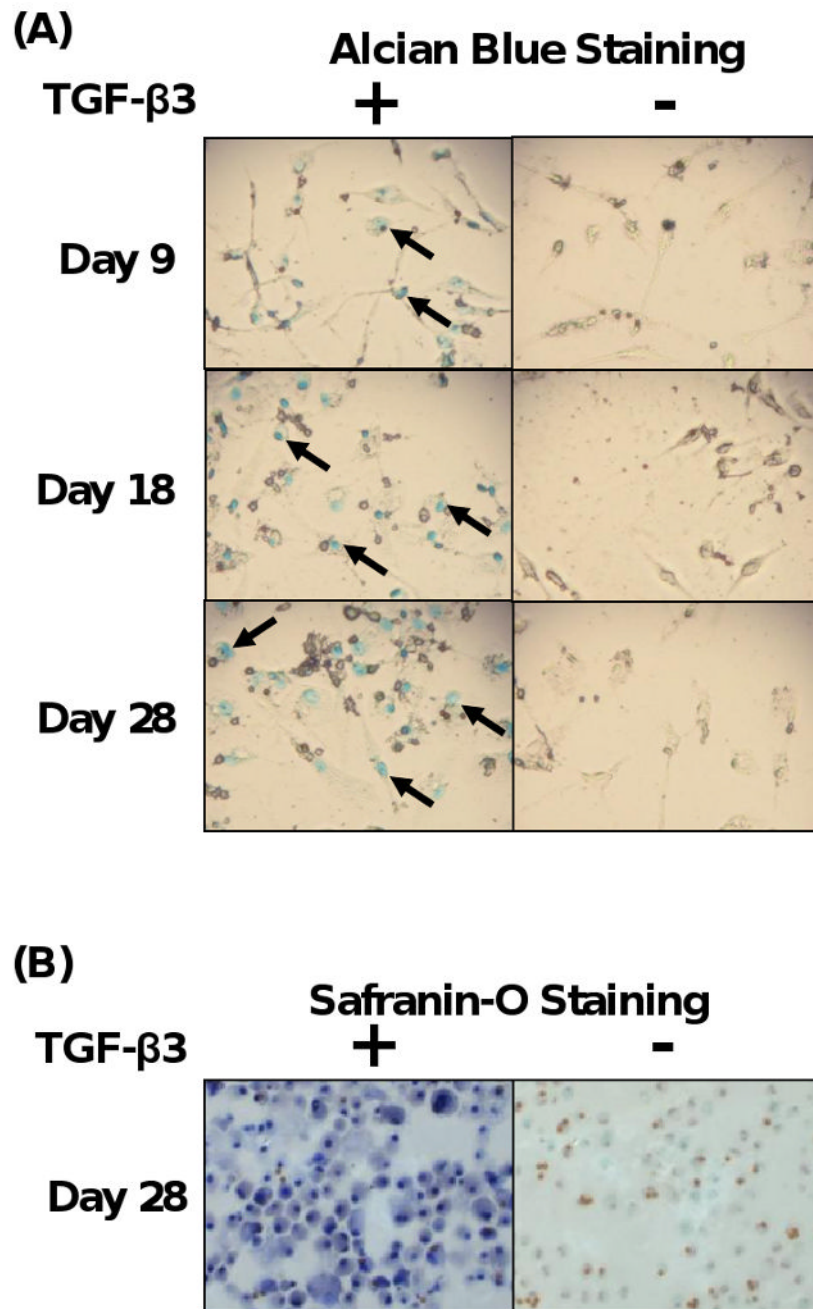 (A)
Alcian Blue Staining
TGF-β3 + -
Day 9
Day 18
Day 28
(B)
Safranin-O Staining
TGF-β3 + -
Day 28